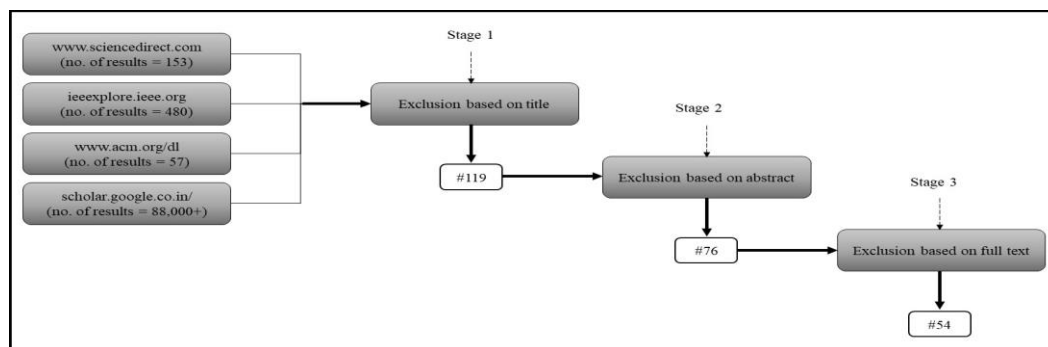 www.sciencedirect.com
(no. of results = 153)
ieeexplore.ieee.org
(no. of results = 480)
www.acm.org/dl
(no. of results = 57)
scholar.google.co.in/
(no. of results = 88,000+)
Stage 1
Exclusion based on title
#119
Stage 2
Exclusion based on abstract
#76
Stage 3
Exclusion based on full text
#54